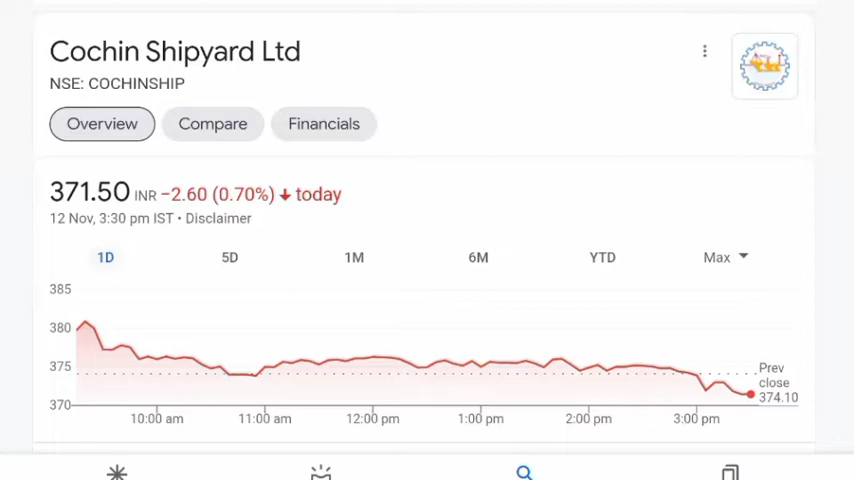 Cochin Shipyard Ltd
NSE: COCHINSHIP
Overview Compare Financials
371.50 INR −2.60 (0.70%) ↓ today
12 Nov, 3:30 pm IST • Disclaimer
1D 5D 1M 6M YTD Max
385
380
375
370
Prev
close
374.10
10:00 am 11:00 am 12:00 pm 1:00 pm 2:00 pm 3:00 pm